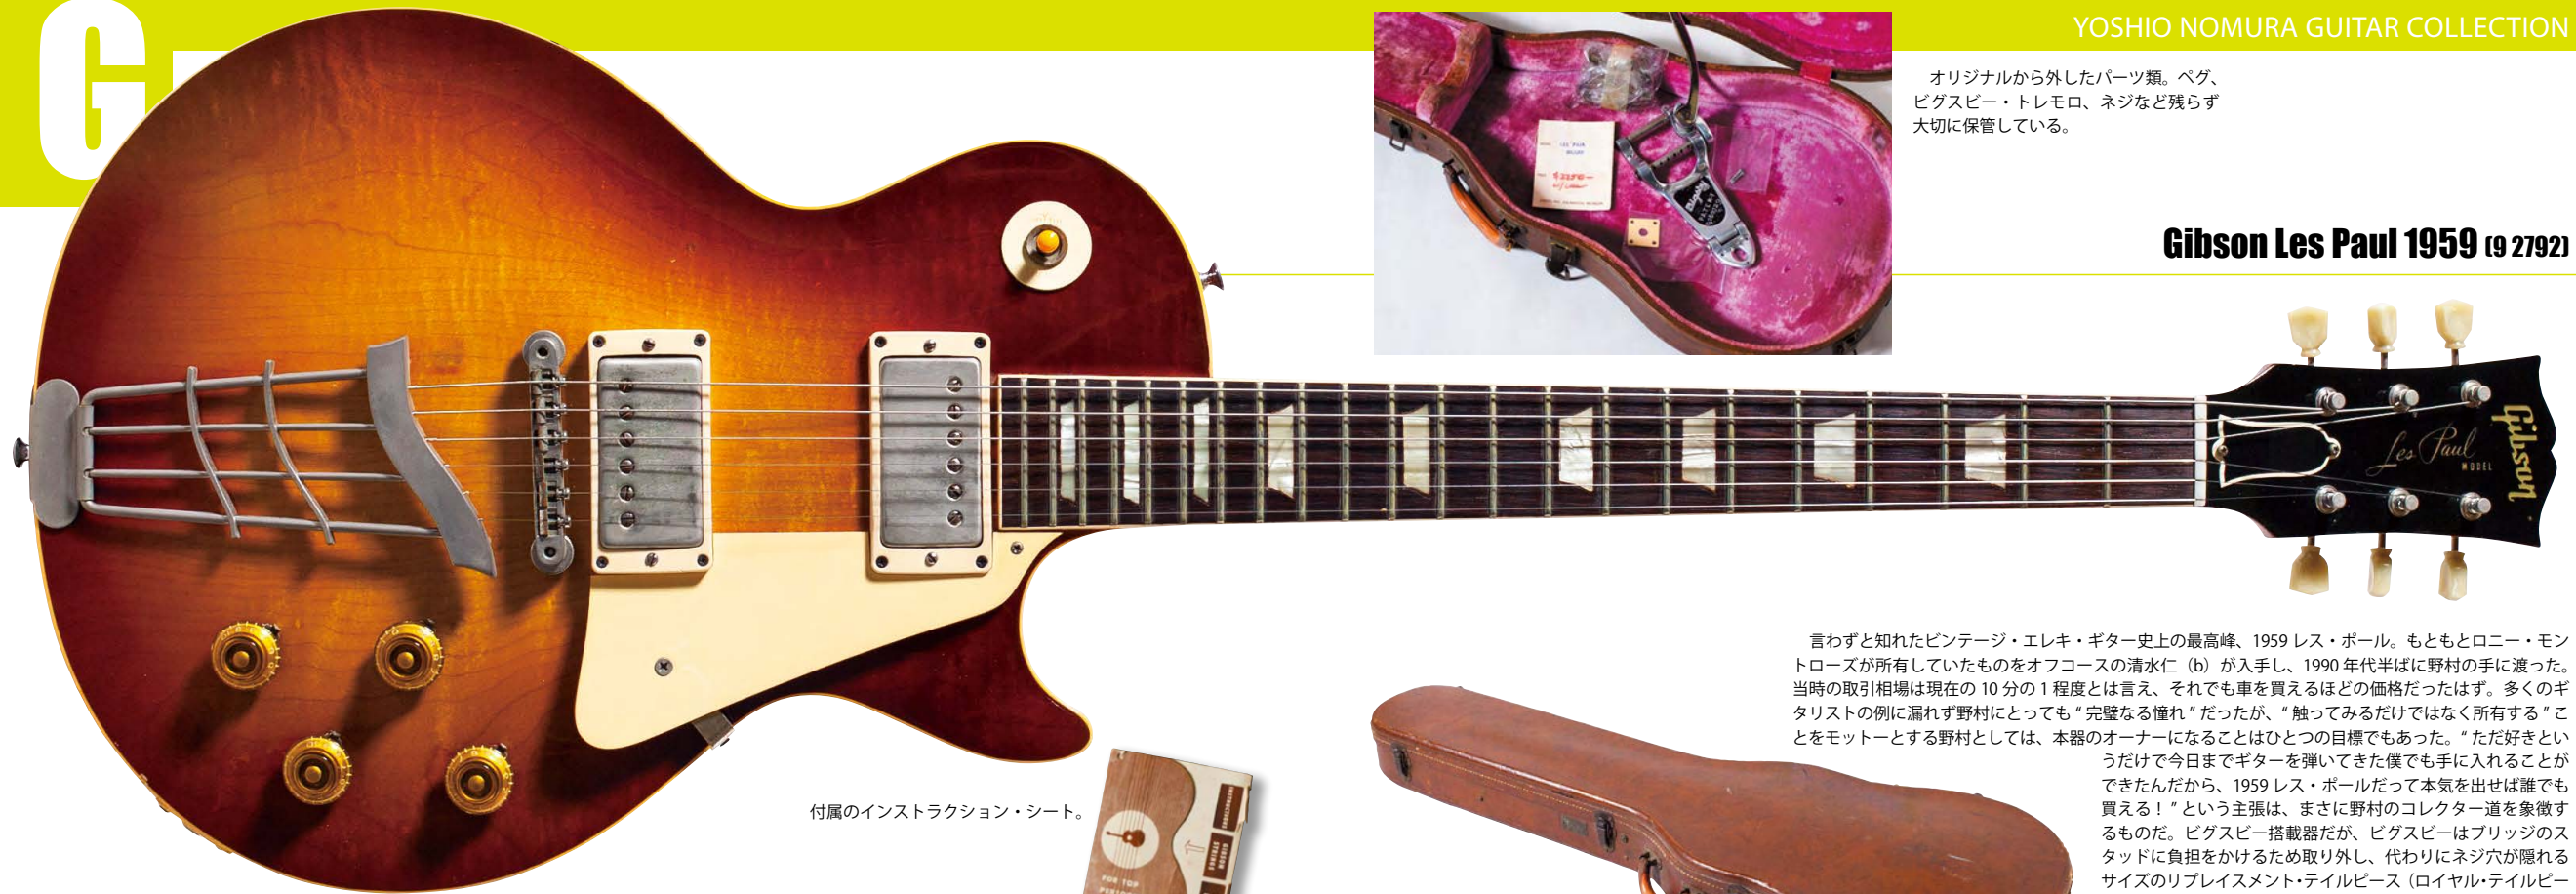 G
YOSHIO NOMURA GUITAR COLLECTION
オリジナルから外したパーツ類。ペグ、
ビグスビー・トレモロ、ネジなど残らず
大切に保管している。
Gibson Les Paul 1959 (9 2792)
LES PAUL
Bigsby
Gibson
Les Paul
MODEL
言わずと知れたビンテージ・エレキ・ギター史上の最高峰、1959 レス・ポール。もともとロニー・モン
トローズが所有していたものをオフコースの清水仁（b）が入手し、1990 年代半ばに野村の手に渡った。
当時の取引相場は現在の 10 分の 1 程度とは言え、それでも車を買えるほどの価格だったはず。多くのギ
タリストの例に漏れず野村にとっても “ 完璧なる憧れ ” だったが、“ 触ってみるだけではなく所有する ” こ
とをモットーとする野村としては、本器のオーナーになることはひとつの目標でもあった。“ ただ好きとい
うだけで今日までギターを弾いてきた僕でも手に入れることが
できたんだから、1959 レス・ポールだって本気を出せば誰でも
買える！ ” という主張は、まさに野村のコレクター道を象徴す
るものだ。ビグスビー搭載器だが、ビグスビーはブリッジのス
タッドに負担をかけるため取り外し、代わりにネジ穴が隠れる
サイズのリプレイスメント・テイルピース（ロイヤル・テイルピー
付属のインストラクション・シート。
INSTRUCTIONS
FOR TOP